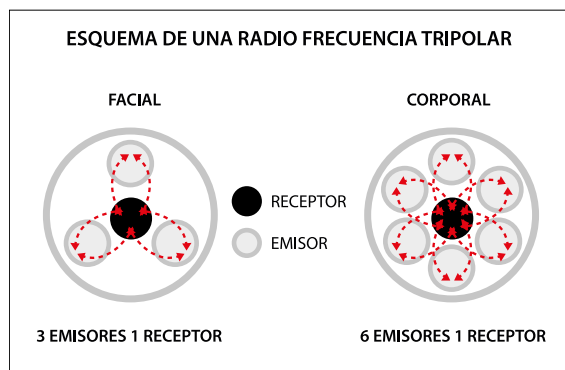 ESQUEMA DE UNA RADIO FRECUENCIA TRIPOLAR
FACIAL
CORPORAL
RECEPTOR
EMISOR
3 EMISORES 1 RECEPTOR
6 EMISORES 1 RECEPTOR